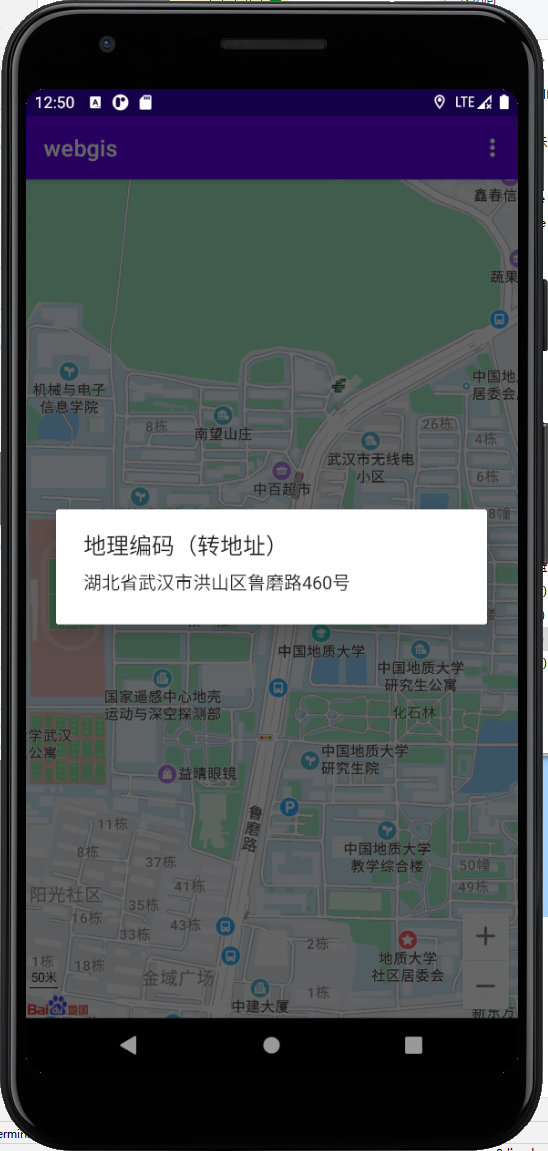 12:50
A
LTE
webgis
鑫春信
蔬果
机械与电子
信息学院
8栋
南望山庄
中国地
居委会
26栋
4栋
武汉市无线电
小区
6栋
中百超市
8幢
地理编码（转地址）
湖北省武汉市洪山区鲁磨路460号
中国地质大学
中国地质大学
研究生公寓
国家遥感中心地壳
运动与深空探测部
化石林
学武汉
公寓
中国地质大学
研究生院
益晴眼镜
P
鲁磨路
11栋
8栋
37栋
中国地质大学
教学综合楼
50幢
49栋
41栋
阳光社区
35栋
16栋
43栋
33栋
2栋
地质大学
社区居委会
1栋
18栋
金域广场
1栋
中建大厦
50米
Bai du 地图
新东方
+
−